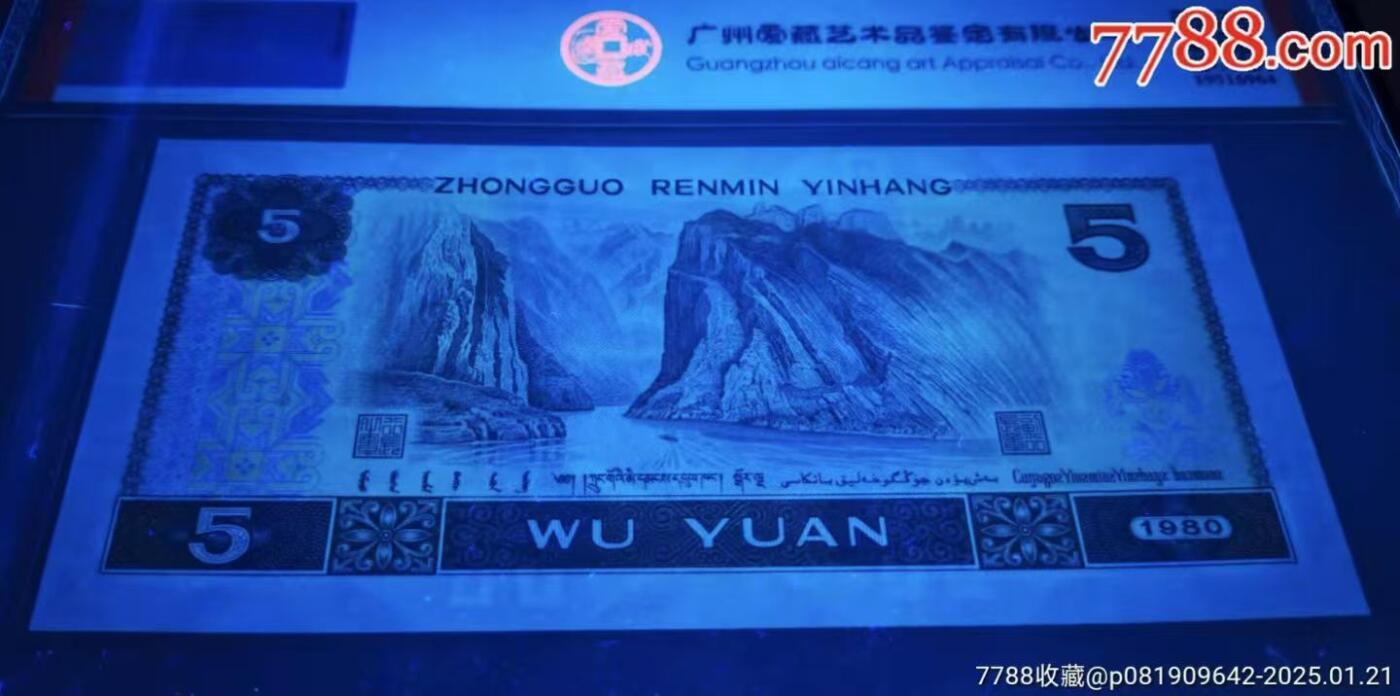 广州爱藏艺术品鉴定有限公
7788.com
Guangzhou aicang art Appraisal Co.,
19516964
ZHONGGUO RENMIN YINHANG
5
5
5
WU YUAN
1980
7788收藏@p081909642-2025.01.21